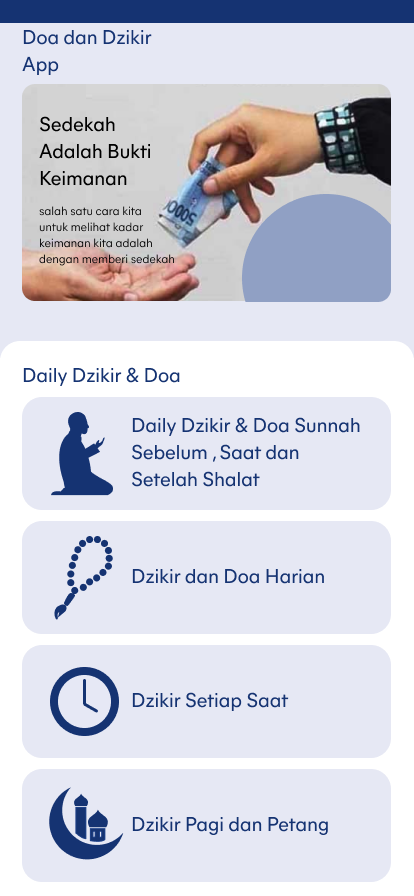 Doa dan Dzikir
App
Sedekah
Adalah Bukti
Keimanan
salah satu cara kita
untuk melihat kadar
keimanan kita adalah
dengan memberi sedekah
5000
Daily Dzikir & Doa
Daily Dzikir & Doa Sunnah
Sebelum , Saat dan
Setelah Shalat
Dzikir dan Doa Harian
Dzikir Setiap Saat
Dzikir Pagi dan Petang